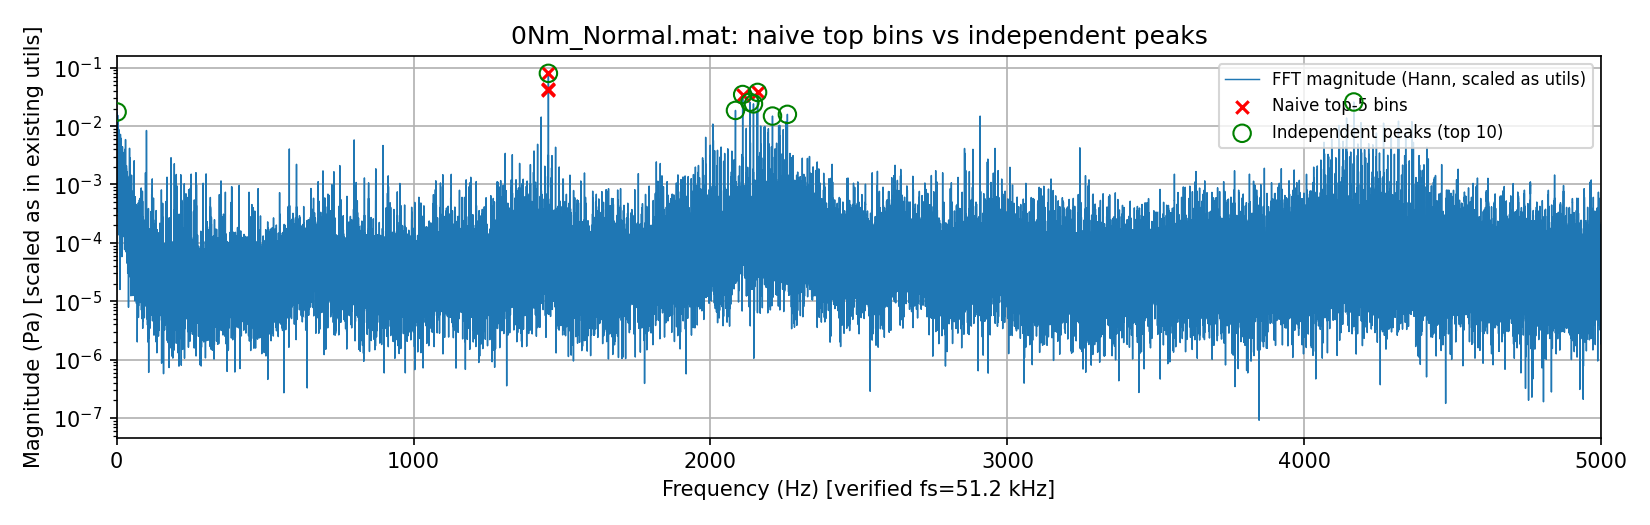 0Nm_Normal.mat: naive top bins vs independent peaks
Magnitude (Pa) [scaled as in existing utils]
10⁻¹
10⁻²
10⁻³
10⁻⁴
10⁻⁵
10⁻⁶
10⁻⁷
FFT magnitude (Hann, scaled as utils)
Naive top-5 bins
Independent peaks (top 10)
0 1000 2000 3000 4000 5000
Frequency (Hz) [verified fs=51.2 kHz]